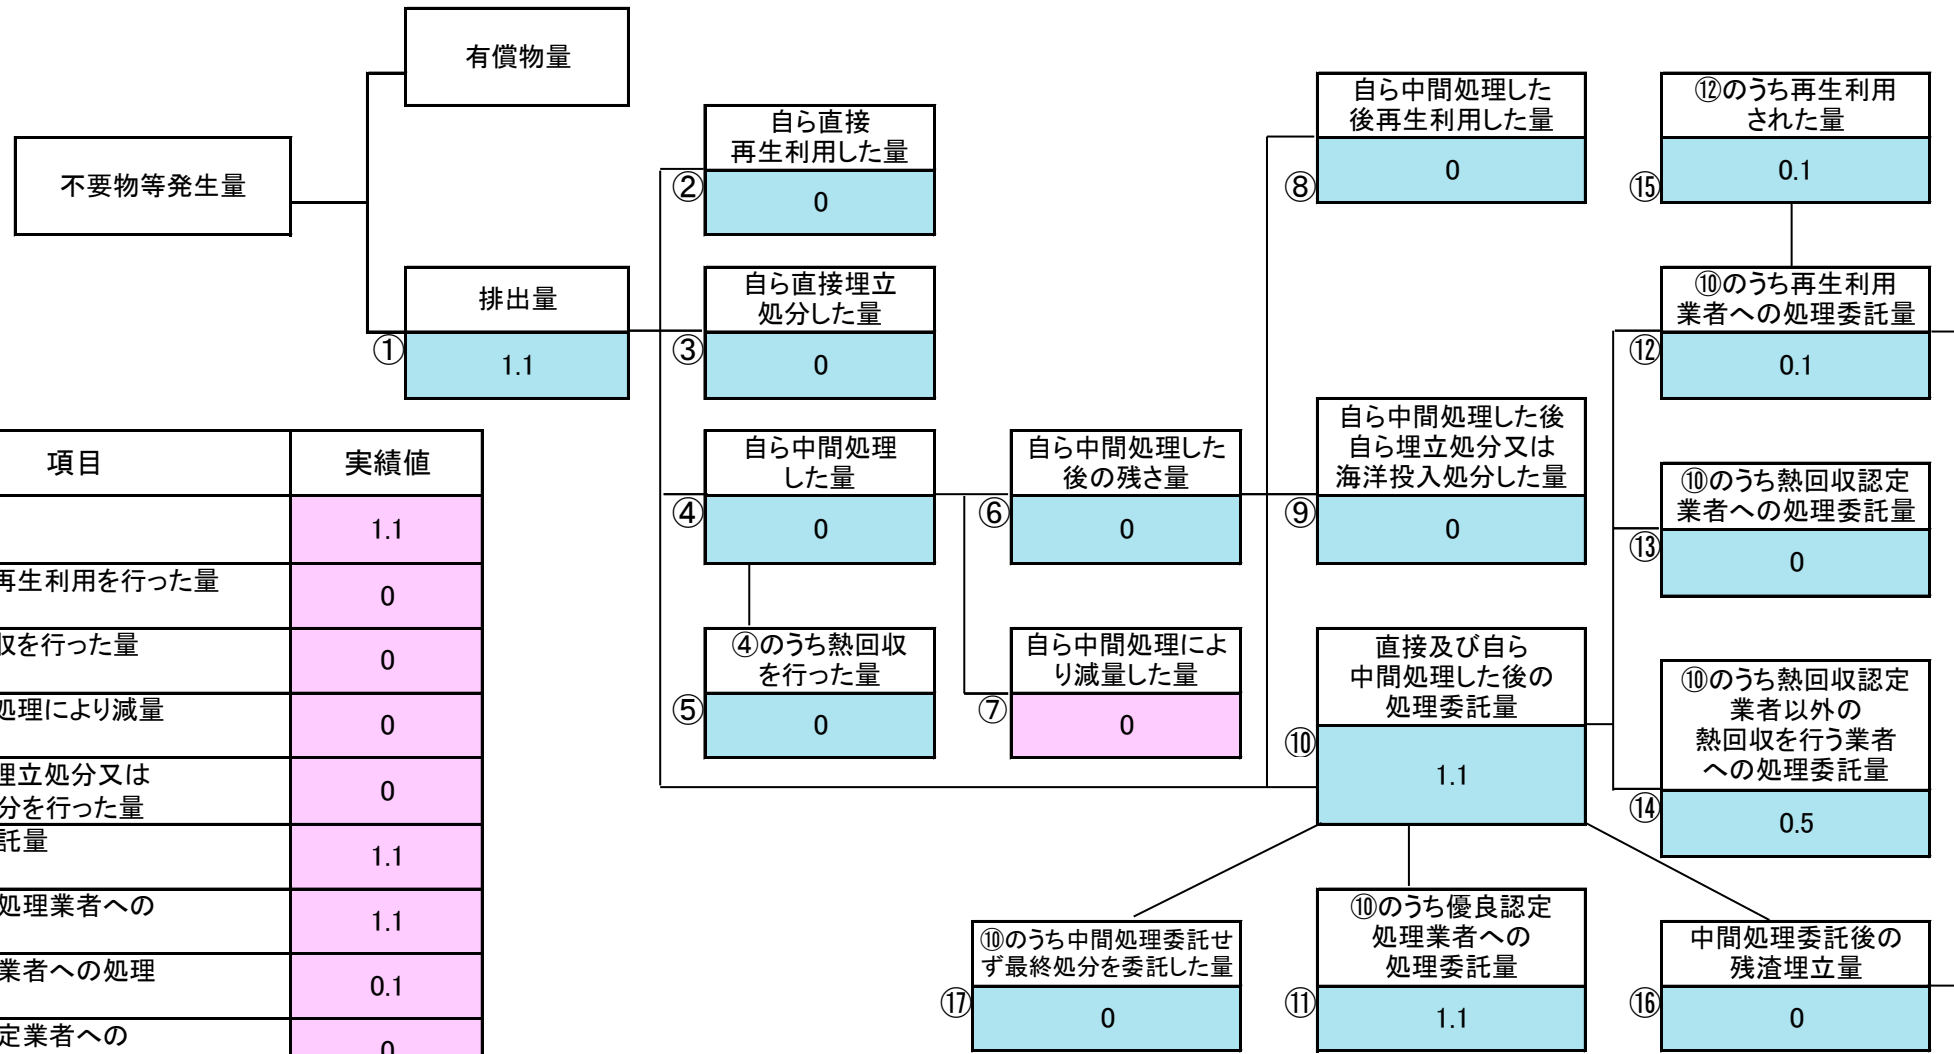 有償物量
不要物等発生量
排出量
①
1.1
自ら直接
再生利用した量
②
0
自ら直接埋立
処分した量
③
0
自ら中間処理
した量
④
0
④のうち熱回収
を行った量
⑤
0
自ら中間処理した
後の残さ量
⑥
0
自ら中間処理によ
り減量した量
⑦
0
自ら中間処理した
後再生利用した量
⑧
0
自ら中間処理した後
自ら埋立処分又は
海洋投入処分した量
⑨
0
直接及び自ら
中間処理した後の
処理委託量
⑩
1.1
⑫のうち再生利用
された量
⑮
0.1
⑩のうち再生利用
業者への処理委託量
⑫
0.1
⑩のうち熱回収認定
業者への処理委託量
⑬
0
⑩のうち熱回収認定
業者以外の
熱回収を行う業者
への処理委託量
⑭
0.5
⑩のうち中間処理委託せ
ず最終処分を委託した量
⑰
0
⑩のうち優良認定
処理業者への
処理委託量
⑪
1.1
中間処理委託後の
残渣埋立量
⑯
0
項目 実績値
1.1
再生利用を行った量 0
収を行った量 0
処理により減量 0
埋立処分又は
分を行った量 0
託量 1.1
処理業者への 1.1
業者への処理 0.1
定業者への 0